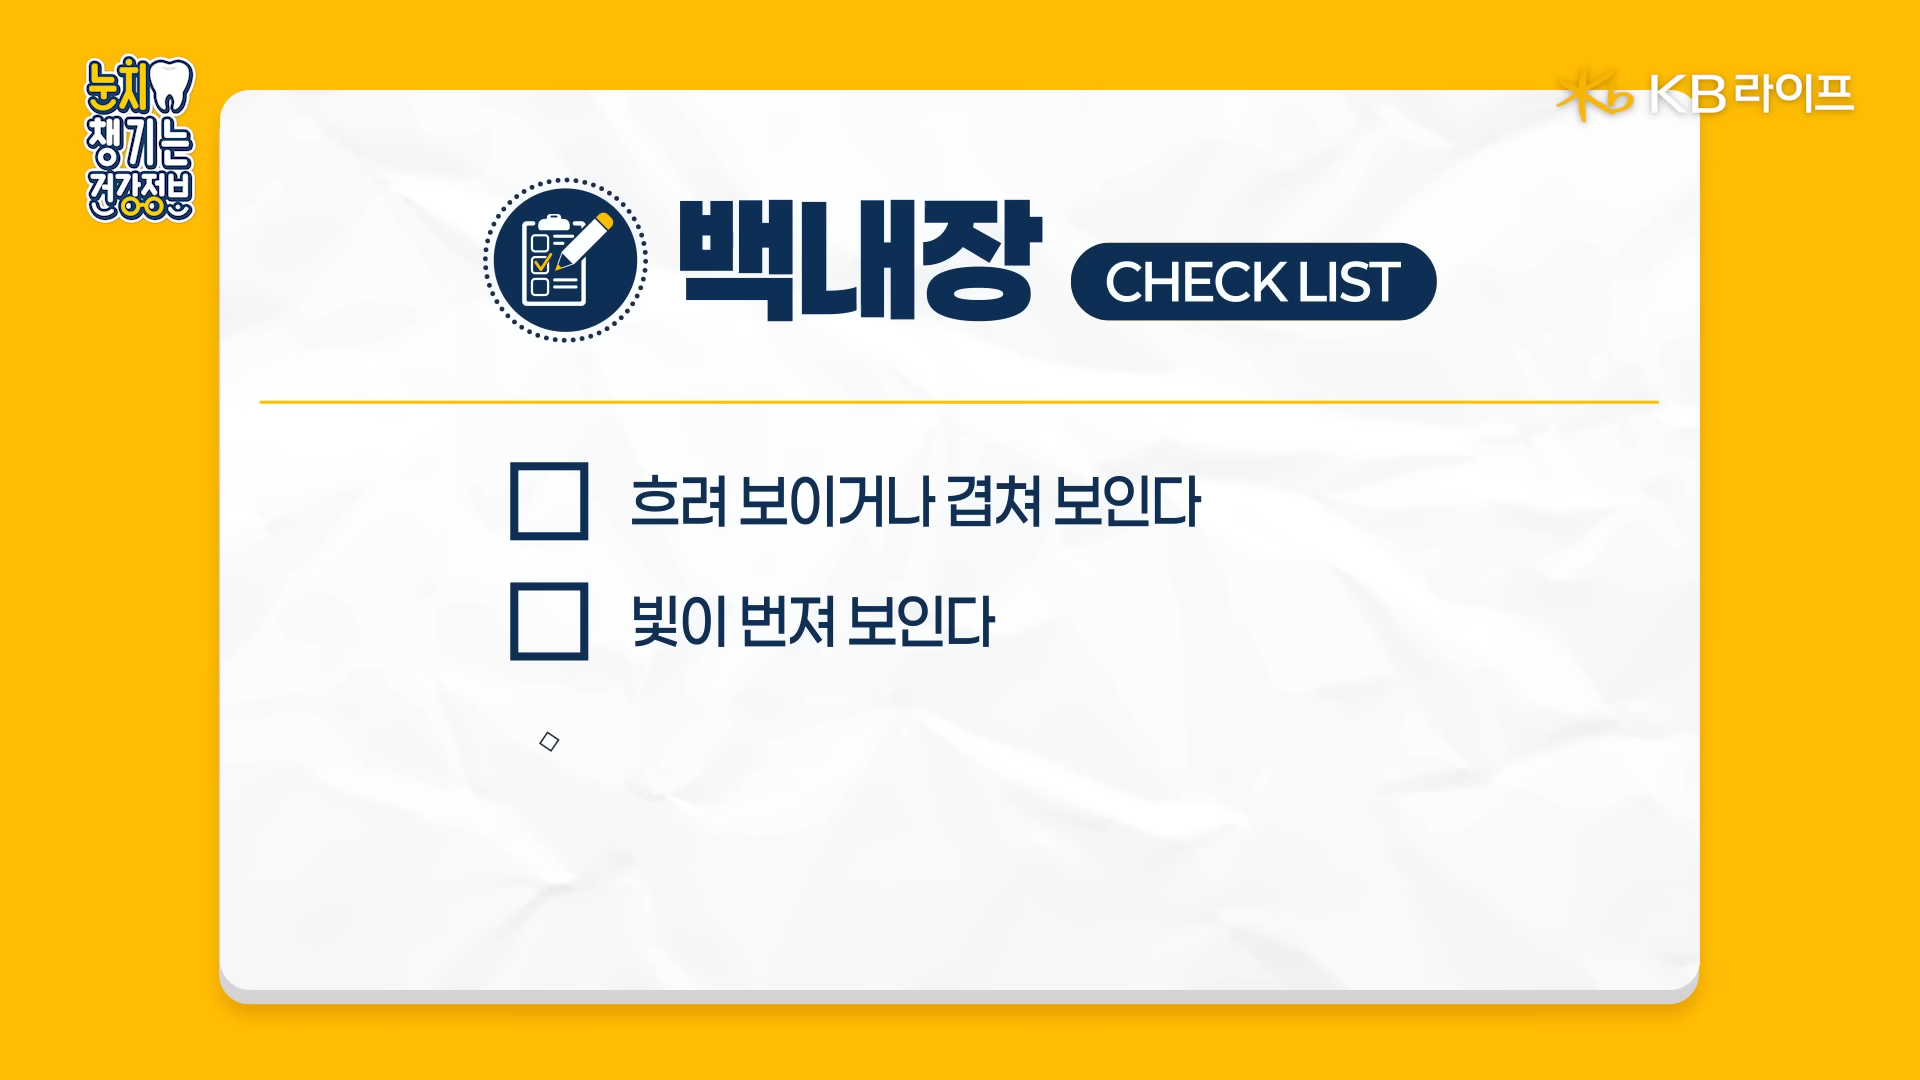 눈치
챙기는
건강정보
KB라이프
백내장 CHECK LIST
흐려 보이거나 겹쳐 보인다
빛이 번져 보인다